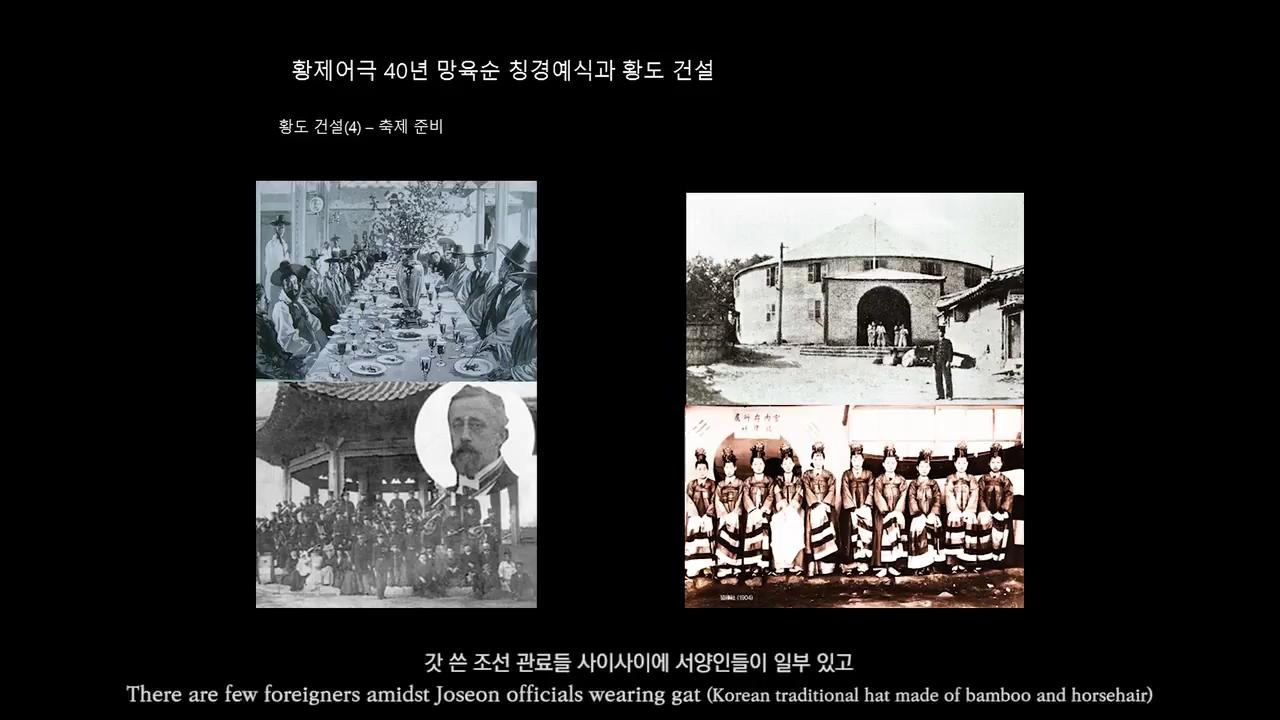 황제어극 40년 망육순 칭경예식과 황도 건설
황도 건설(4) – 축제 준비
갓 쓴 조선 관료들 사이사이에 서양인들이 일부 있고
There are few foreigners amidst Joseon officials wearing gat (Korean traditional hat made of bamboo and horsehair)